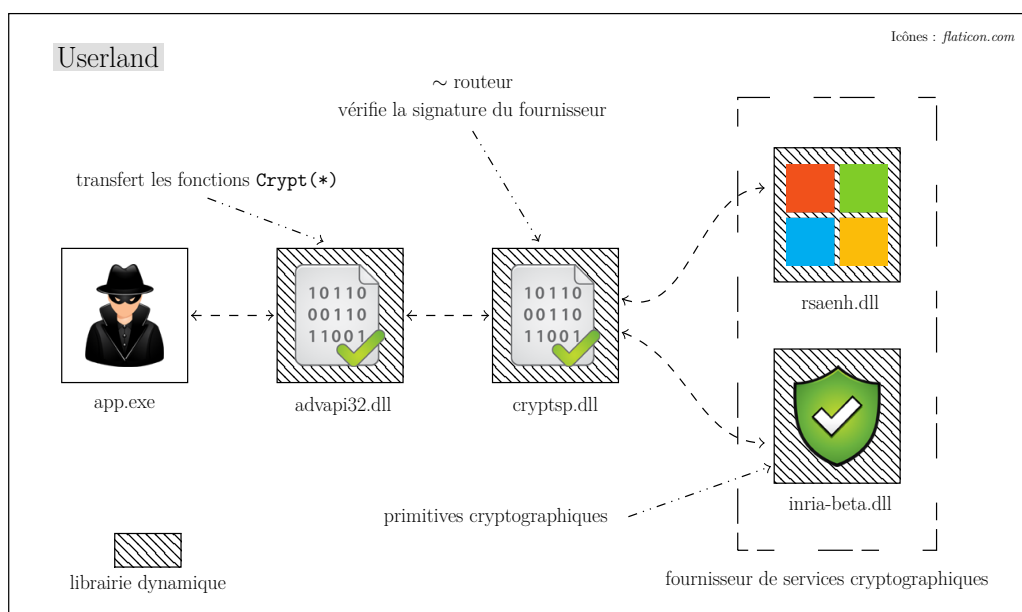 Icônes : flaticon.com
Userland
∼ routeur
vérifie la signature du fournisseur
transfert les fonctions Crypt(*)
10110
00110
11001
10110
00110
11001
app.exe
advapi32.dll
cryptsp.dll
rsaenh.dll
inria-beta.dll
primitives cryptographiques
librairie dynamique
fournisseur de services cryptographiques